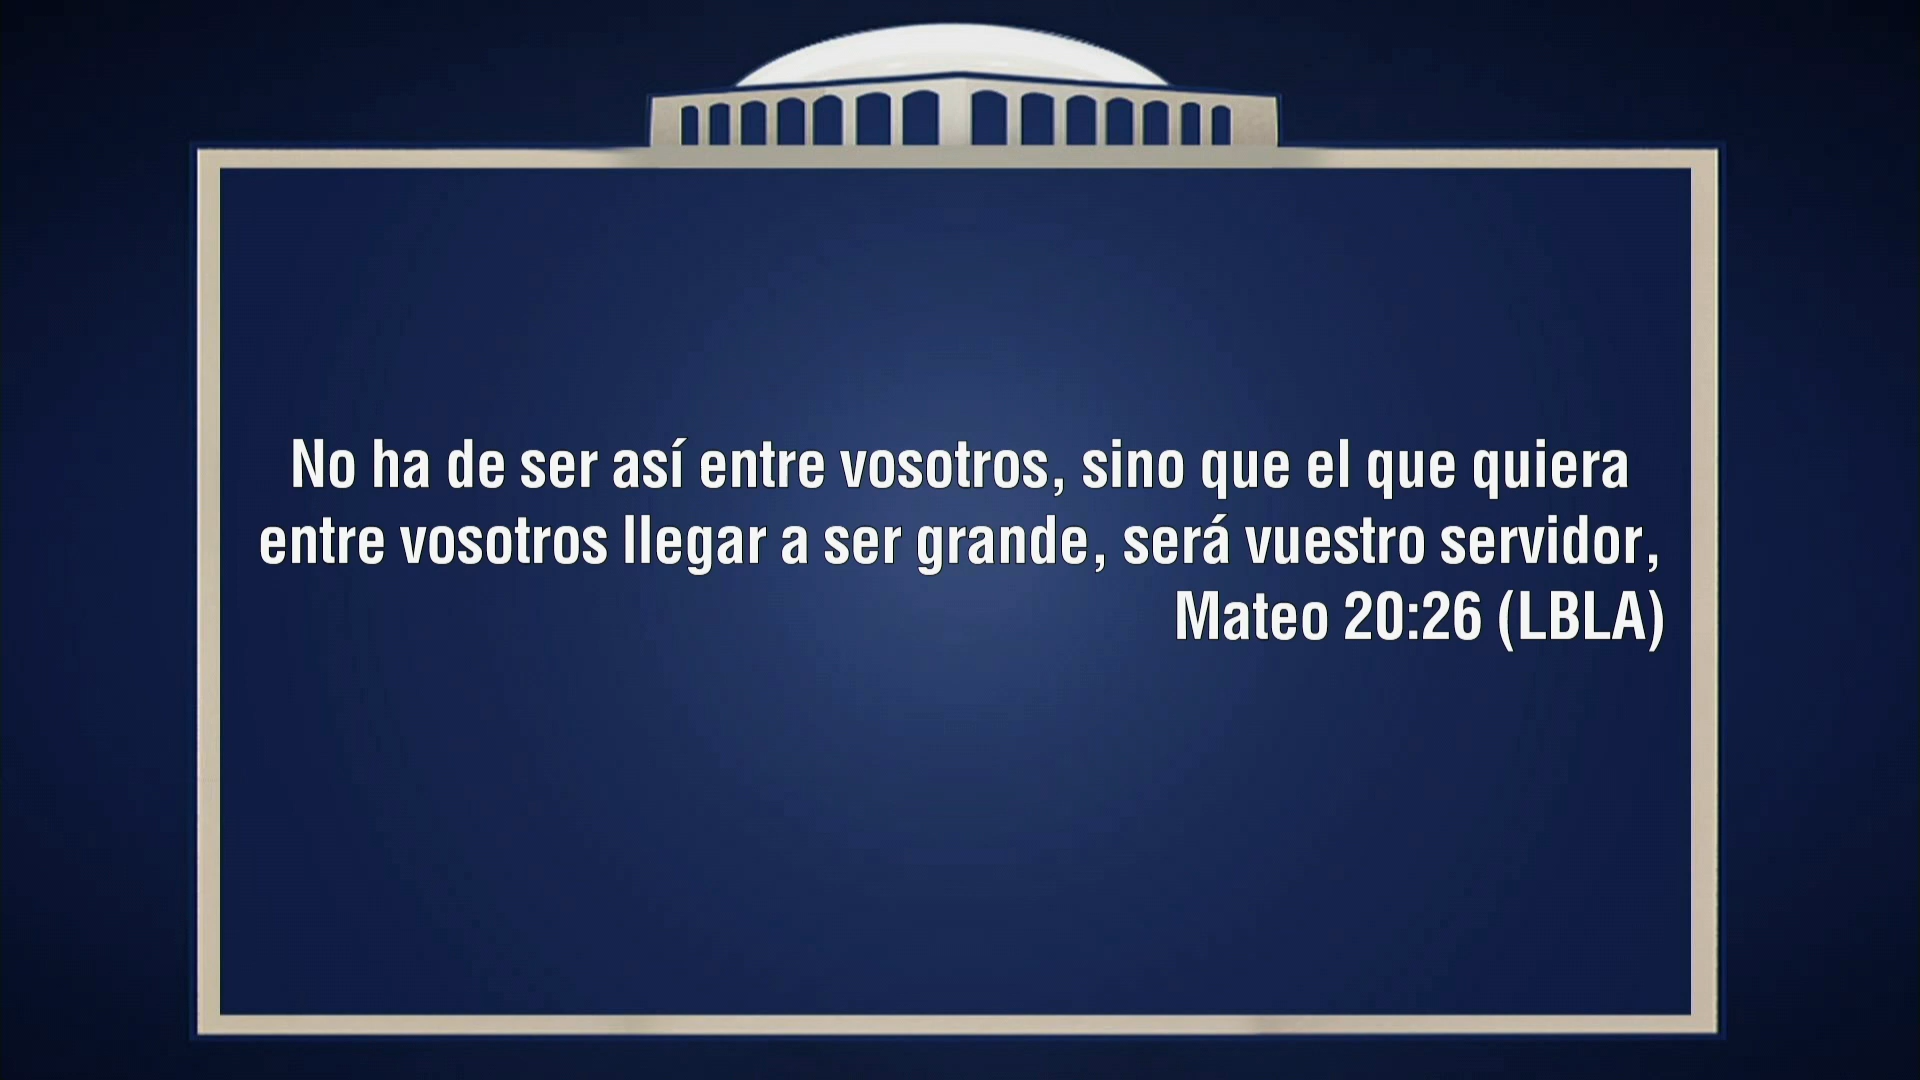 No ha de ser así entre vosotros, sino que el que quiera
entre vosotros llegar a ser grande, será vuestro servidor,
Mateo 20:26 (LBLA)